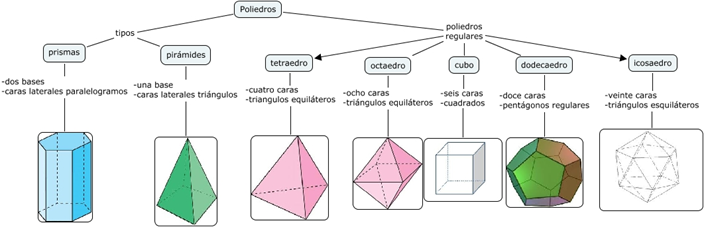 Poliedros
tipos
poliedros
regulares
prismas
pirámides
tetraedro
octaedro
cubo
dodecaedro
icosaedro
-dos bases
-caras laterales paralelogramos
-una base
-caras laterales triángulos
-cuatro caras
-triangulos equiláteros
-ocho caras
-triángulos equiláteros
-seis caras
-cuadrados
-doce caras
-pentágonos regulares
-veinte caras
-triángulos esquiláteros